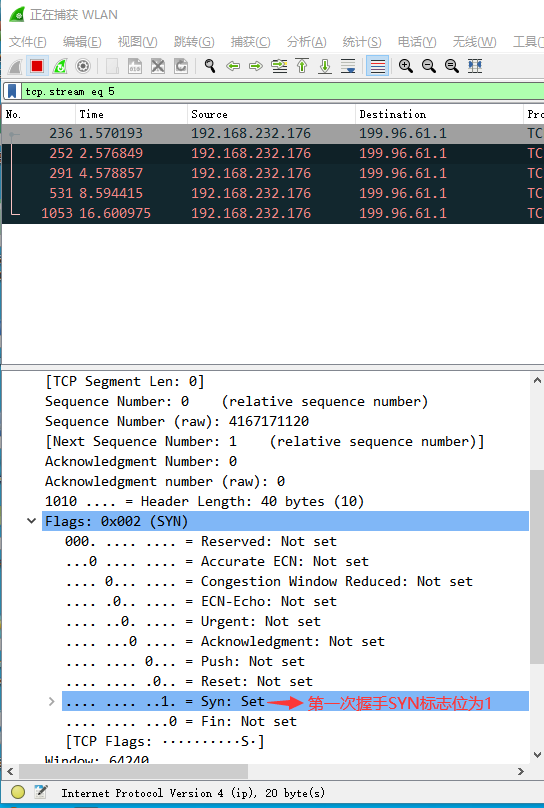 正在捕获 WLAN
文件(F) 编辑(E) 视图(V) 跳转(G) 捕获(C) 分析(A) 统计(S) 电话(Y) 无线(W) 工具(
tcp.stream eq 5
No. Time Source Destination Pro
236 1.570193 192.168.232.176 199.96.61.1 TC
252 2.576849 192.168.232.176 199.96.61.1 TC
291 4.578857 192.168.232.176 199.96.61.1 TC
531 8.594415 192.168.232.176 199.96.61.1 TC
1053 16.600975 192.168.232.176 199.96.61.1 TC
[TCP Segment Len: 0]
Sequence Number: 0    (relative sequence number)
Sequence Number (raw): 4167171120
[Next Sequence Number: 1    (relative sequence number)]
Acknowledgment Number: 0
Acknowledgment number (raw): 0
1010 .... = Header Length: 40 bytes (10)
Flags: 0x002 (SYN)
000. .... .... = Reserved: Not set
...0 .... .... = Accurate ECN: Not set
.... 0... .... = Congestion Window Reduced: Not set
.... .0.. .... = ECN-Echo: Not set
.... ..0. .... = Urgent: Not set
.... ...0 .... = Acknowledgment: Not set
.... .... 0... = Push: Not set
.... .... .0.. = Reset: Not set
.... .... ..1. = Syn: Set 第一次握手SYN标志位为1
.... .... ...0 = Fin: Not set
[TCP Flags: ··········S·]
Window: 64240
Internet Protocol Version 4 (ip), 20 byte(s)